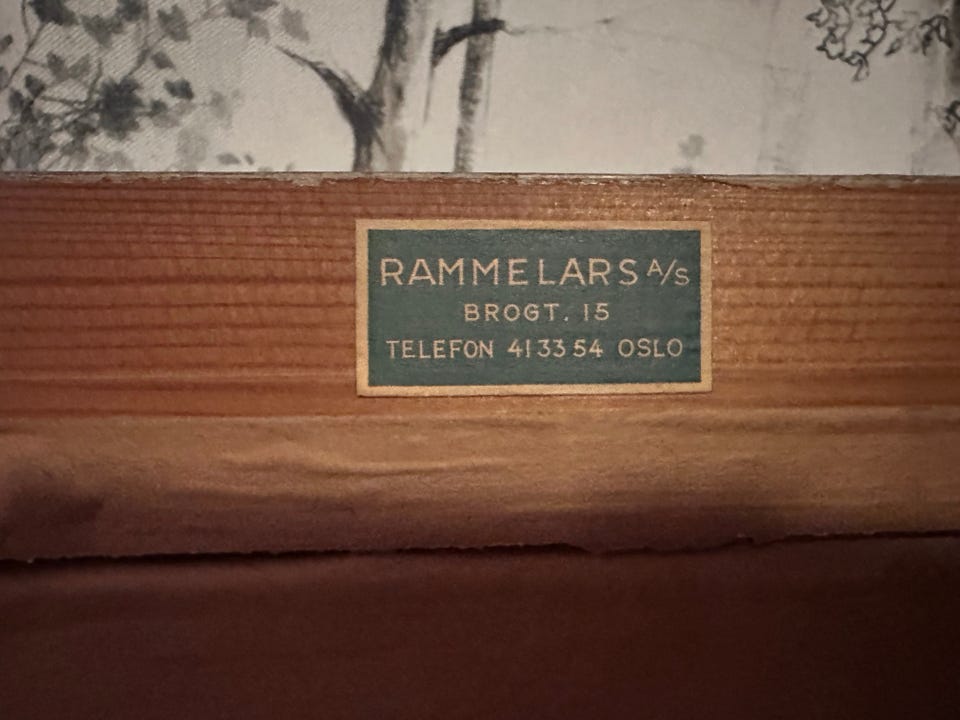 RAMMELARS A/S
BROGT. 15
TELEFON 41 33 54 OSLO